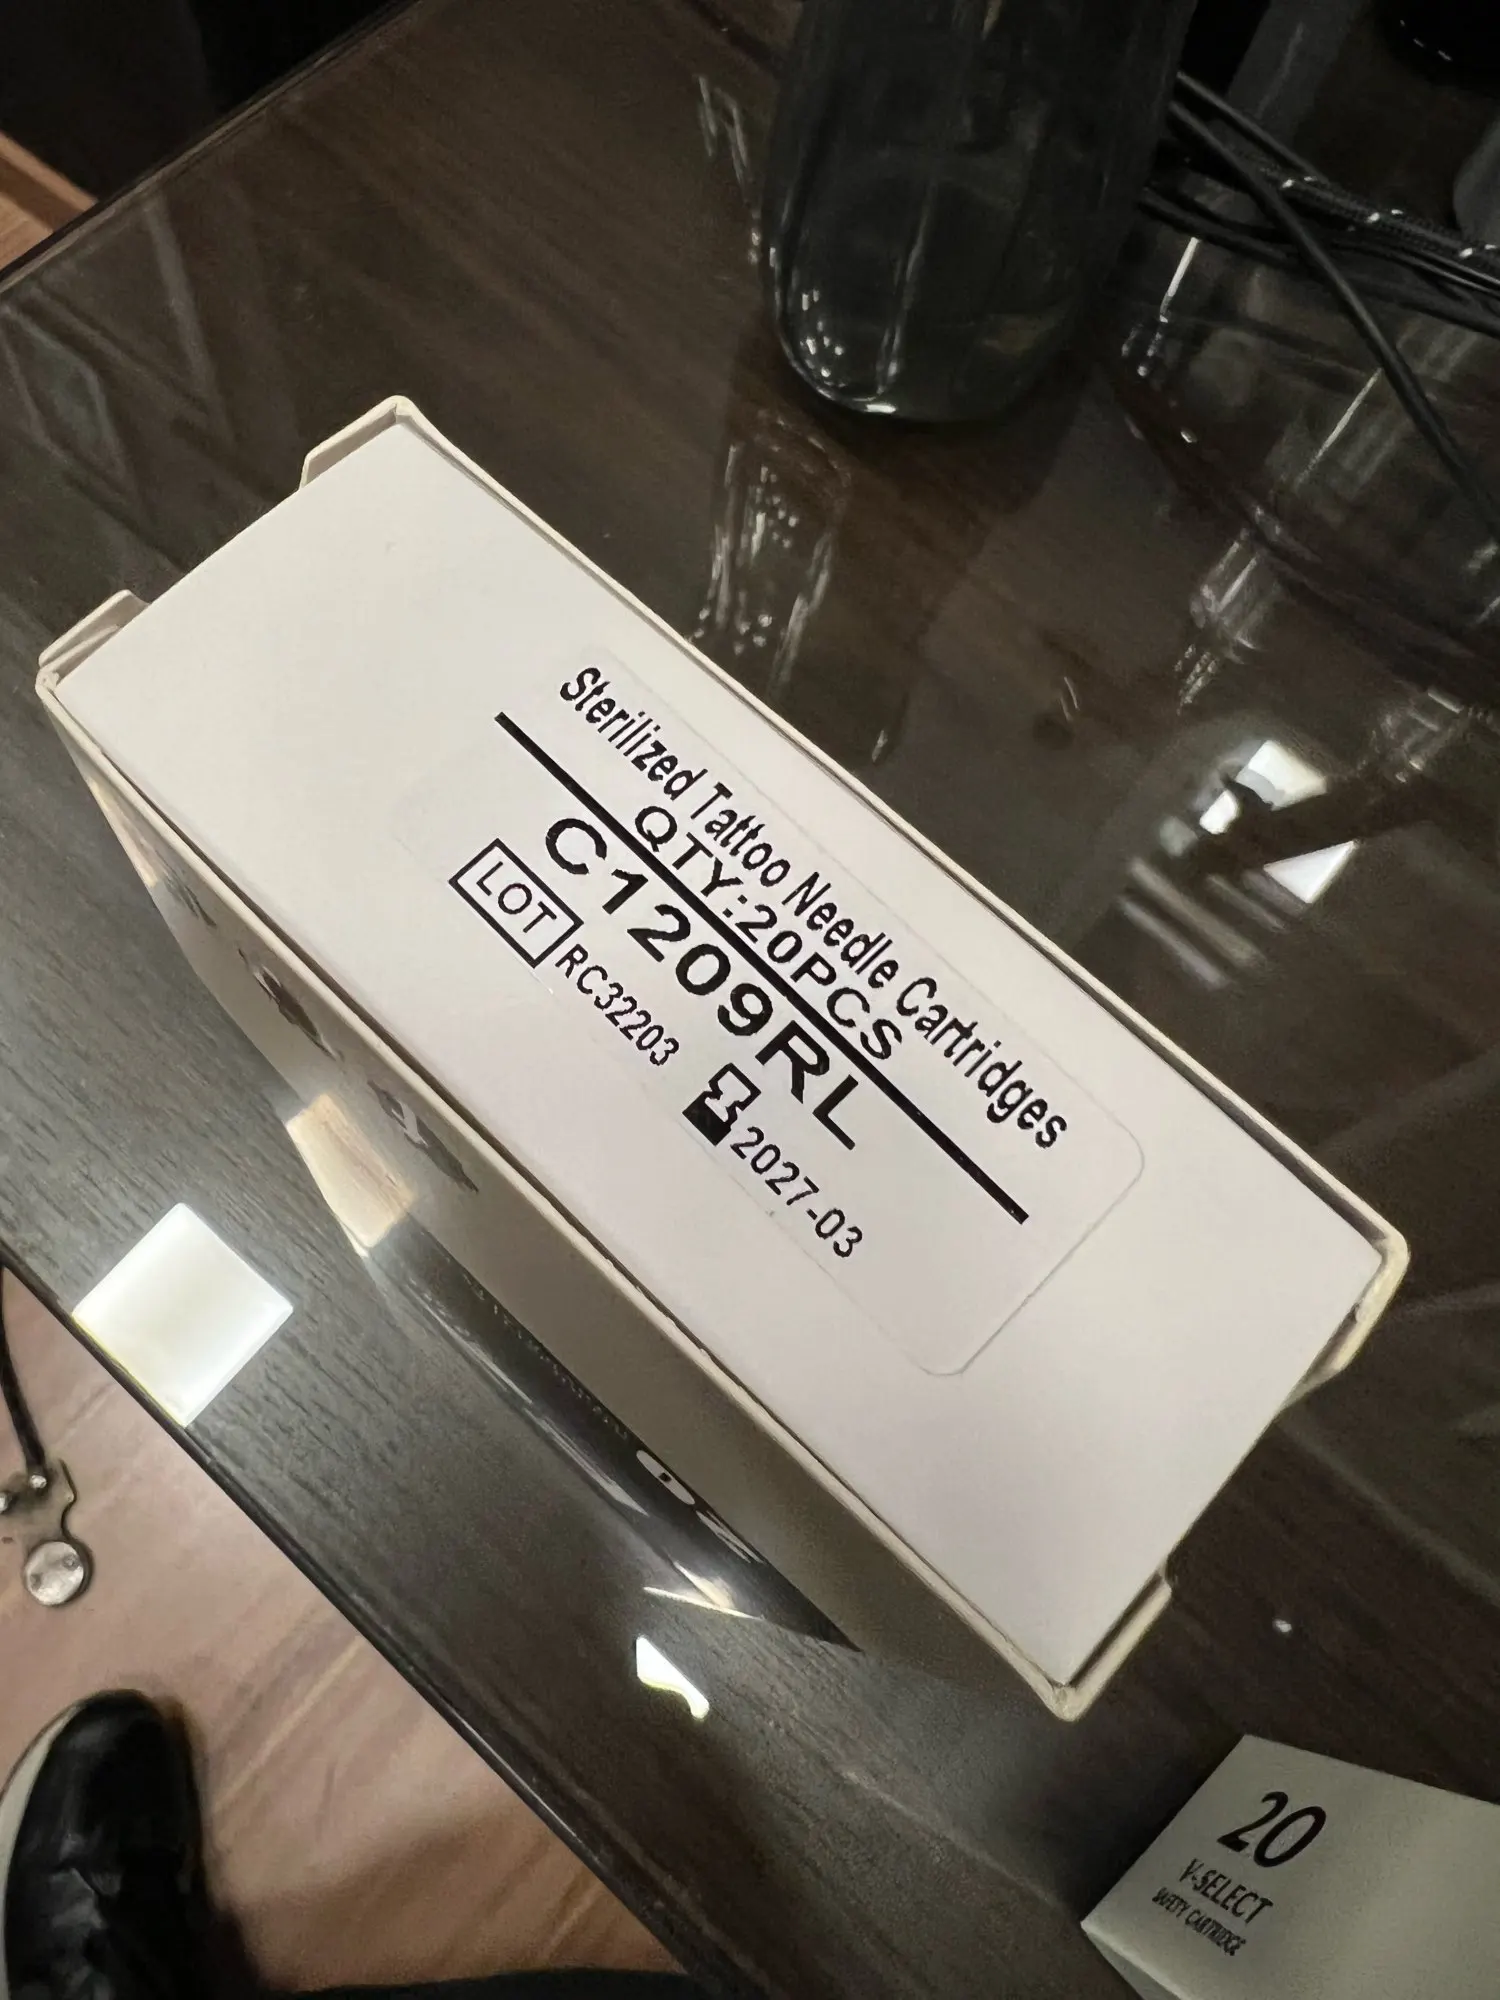 Sterilized Tattoo Needle Cartridges
QTY:20PCS
C1209RL
LOT RC32203 2027-03
20
V-SELECT
SAFETY CARTRIDGE